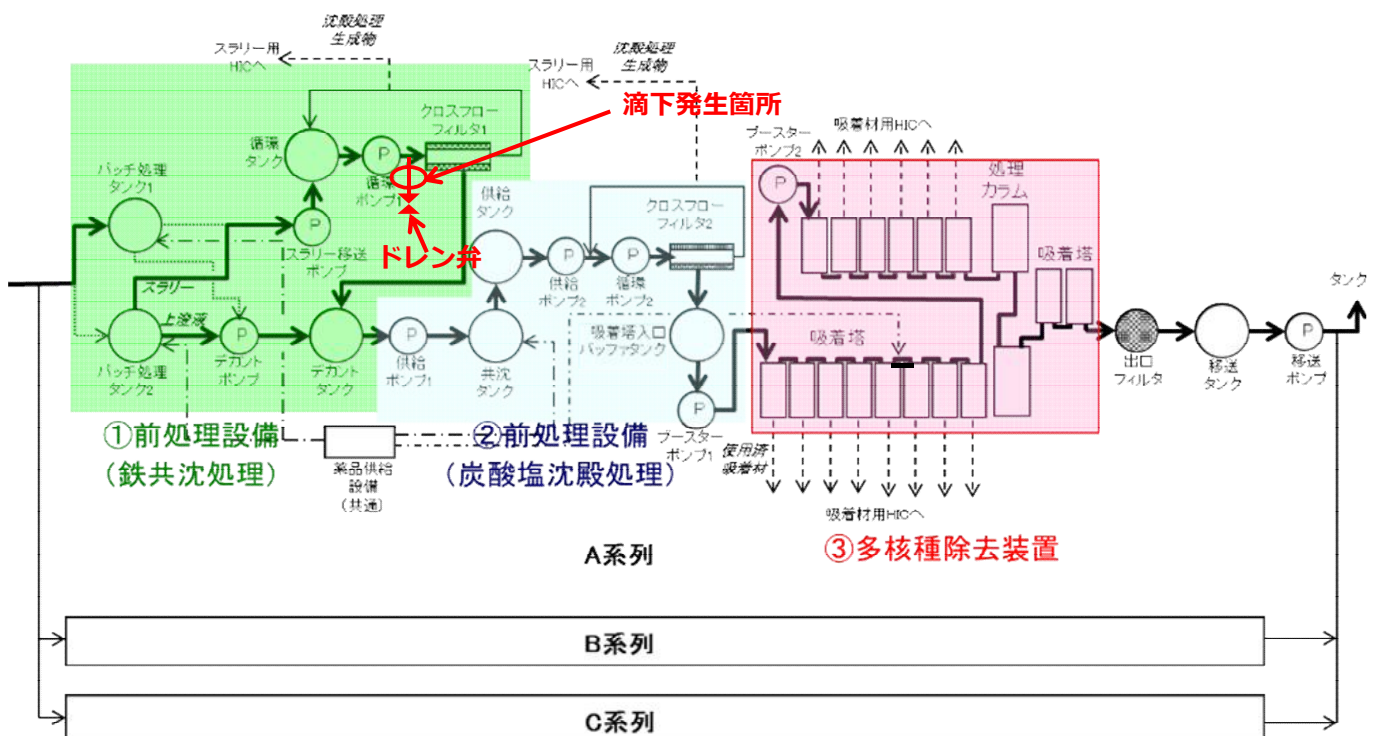 沈殿処理
生成物
スラリー用
HICへ
沈殿処理
生成物
スラリー用
HICへ
滴下発生箇所
クロスフロー
フィルタ1
循環
タンク
P
循環
ポンプ1
バッチ処理
タンク1
P
スラリー移送
ポンプ
ドレン弁
スラリー
上澄液
バッチ処理
タンク2
P
デカント
ポンプ
デカント
タンク
供給
タンク
P
供給
ポンプ1
共沈
タンク
P
供給
ポンプ2
P
循環
ポンプ2
クロスフロー
フィルタ2
吸着塔入口
バッファタンク
P
ブースター
ポンプ1
ブースター
ポンプ2
P
吸着材用HICへ
処理
カラム
吸着塔
吸着塔
使用済
吸着材
吸着材用HICへ
出口
フィルタ
移送
タンク
P
移送
ポンプ
タンク
①前処理設備
(鉄共沈処理)
薬品供給
設備
(共通)
②前処理設備
(炭酸塩沈殿処理)
③多核種除去装置
A系列
B系列
C系列